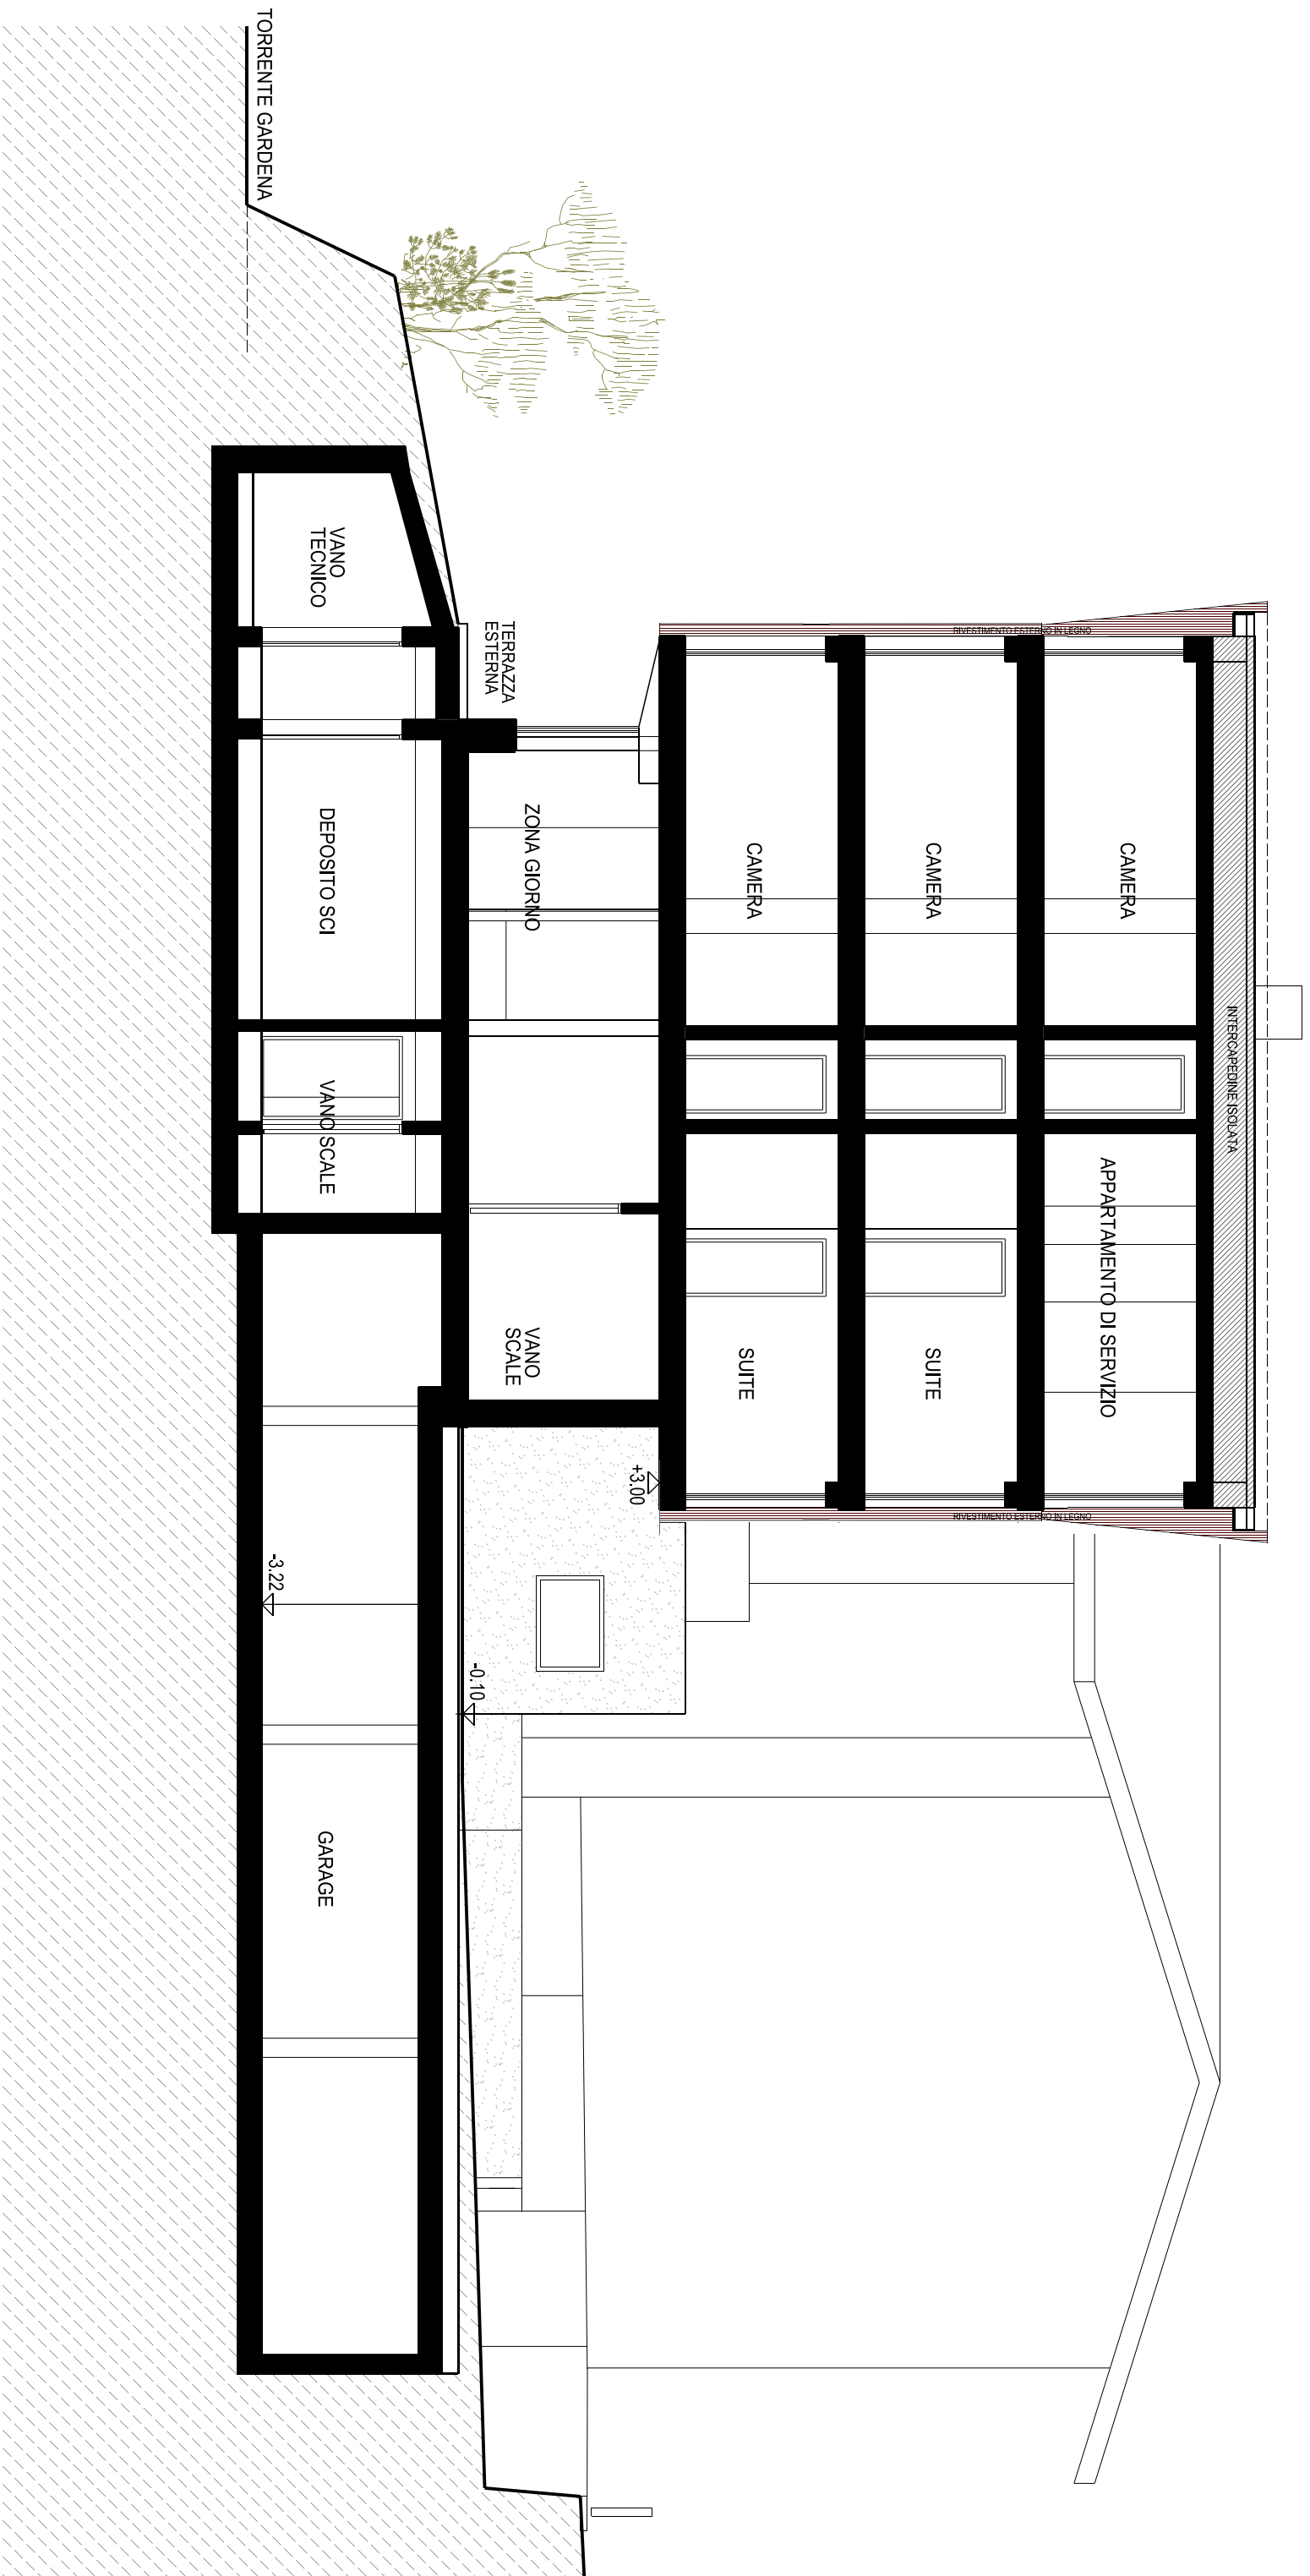 INTERCAPEDINE ISOLATA
RIVESTIMENTO ESTERNO IN LEGNO
CAMERA
APPARTAMENTO DI SERVIZIO
RIVESTIMENTO ESTERNO IN LEGNO
CAMERA
SUITE
CAMERA
SUITE
+3.00
ZONA GIORNO
VANO
SCALE
TERRAZZA
ESTERNA
-0.10
VANO
TECNICO
DEPOSITO SCI
VANO SCALE
GARAGE
-3.22
TORRENTE GARDENA